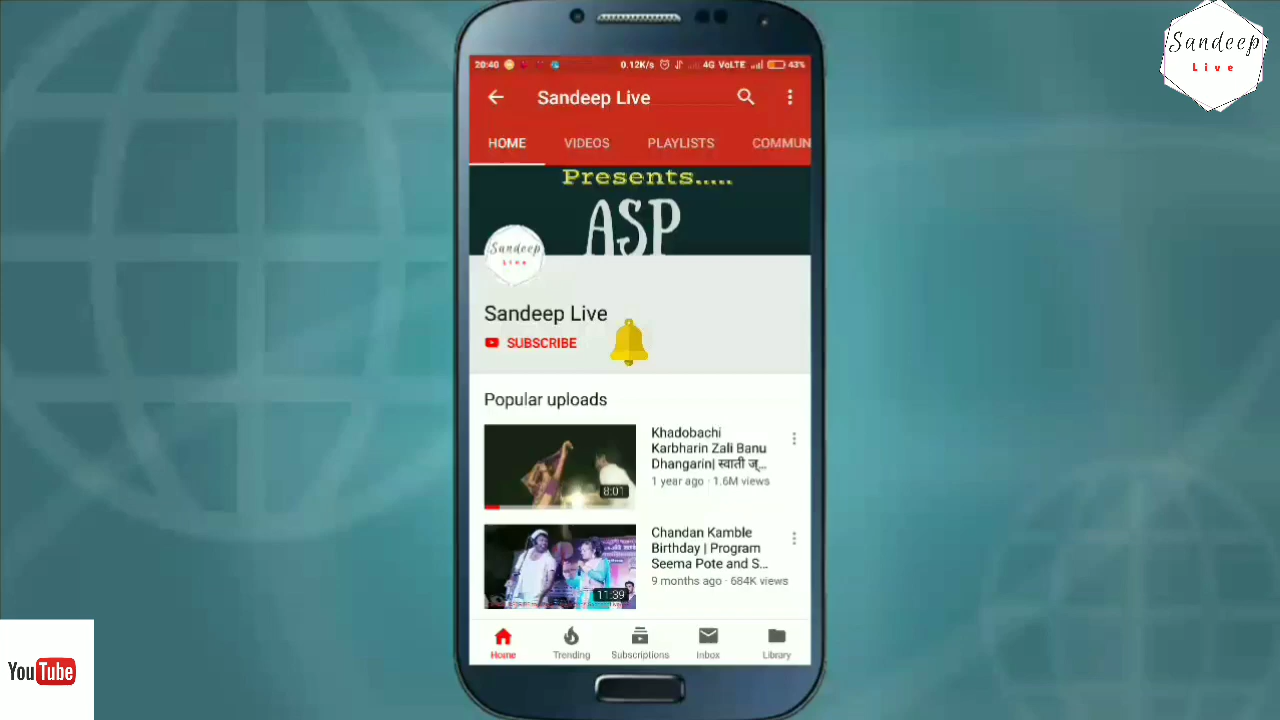 Sandeep
Live
20:40 0.12K/s 4G VoLTE 43%
Sandeep Live
HOME VIDEOS PLAYLISTS COMMUN
Presents.....
ASP
Sandeep
Live
Sandeep Live
SUBSCRIBE
Popular uploads
Khadobachi
Karbharin Zali Banu
Dhangarin| स्वाती ज्...
1 year ago · 1.6M views
8:01
Chandan Kamble
Birthday | Program
Seema Pote and S...
9 months ago · 684K views
11:39
Home Trending Subscriptions Inbox Library
YouTube